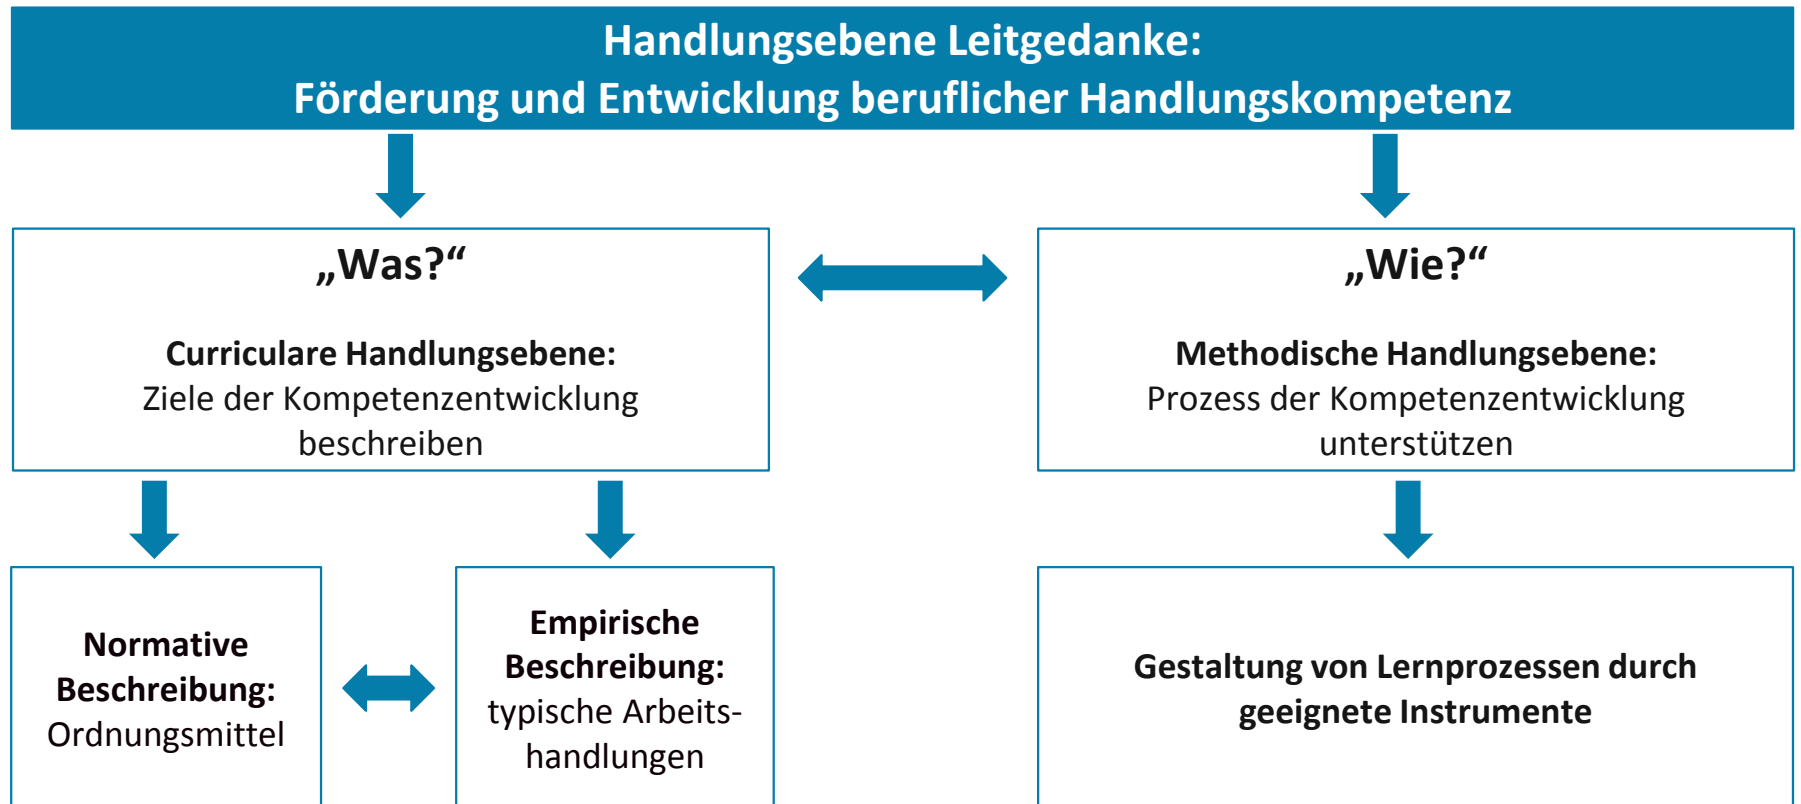 Handlungsebene Leitgedanke:
Förderung und Entwicklung beruflicher Handlungskompetenz
„Was?“
Curriculare Handlungsebene:
Ziele der Kompetenzentwicklung
beschreiben
„Wie?“
Methodische Handlungsebene:
Prozess der Kompetenzentwicklung
unterstützen
Normative
Beschreibung:
Ordnungsmittel
Empirische
Beschreibung:
typische Arbeits-
handlungen
Gestaltung von Lernprozessen durch
geeignete Instrumente